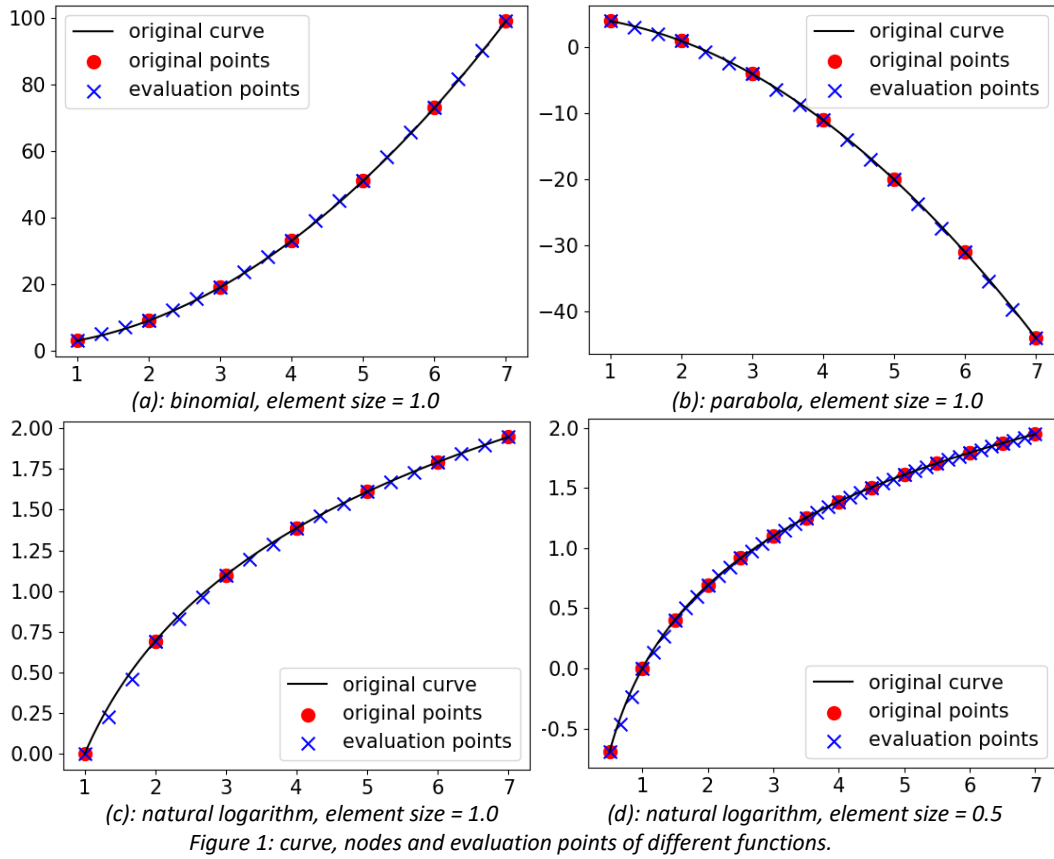 100
80
60
40
20
0
original curve
original points
evaluation points
1 2 3 4 5 6 7
(a): binomial, element size = 1.0
0
−10
−20
−30
−40
original curve
original points
evaluation points
1 2 3 4 5 6 7
(b): parabola, element size = 1.0
2.00
1.75
1.50
1.25
1.00
0.75
0.50
0.25
0.00
original curve
original points
evaluation points
1 2 3 4 5 6 7
(c): natural logarithm, element size = 1.0
2.0
1.5
1.0
0.5
0.0
-0.5
original curve
original points
evaluation points
1 2 3 4 5 6 7
(d): natural logarithm, element size = 0.5
Figure 1: curve, nodes and evaluation points of different functions.